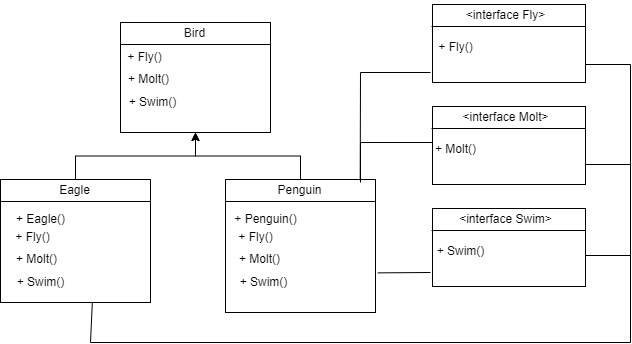 Bird
+ Fly()
+ Molt()
+ Swim()
<interface Fly>
+ Fly()
<interface Molt>
+ Molt()
<interface Swim>
+ Swim()
Eagle
+ Eagle()
+ Fly()
+ Molt()
+ Swim()
Penguin
+ Penguin()
+ Fly()
+ Molt()
+ Swim()